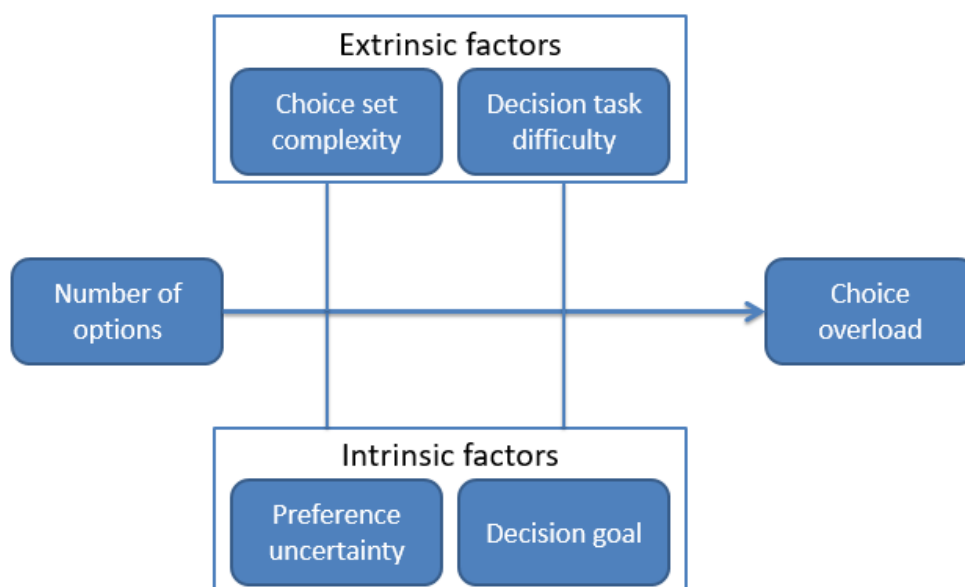 Extrinsic factors
Choice set
complexity
Decision task
difficulty
Number of
options
Choice
overload
Intrinsic factors
Preference
uncertainty
Decision goal